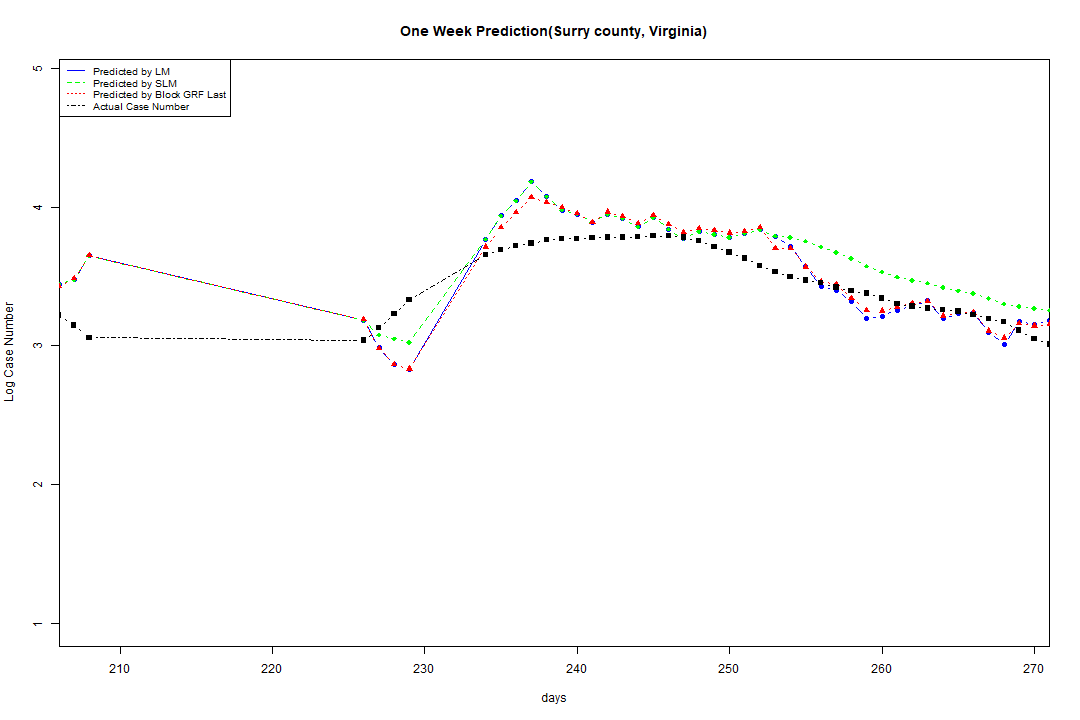 One Week Prediction(Surry county, Virginia)
Predicted by LM
Predicted by SLM
Predicted by Block GRF Last
Actual Case Number
5
4
3
2
1
Log Case Number
210 220 230 240 250 260 270
days